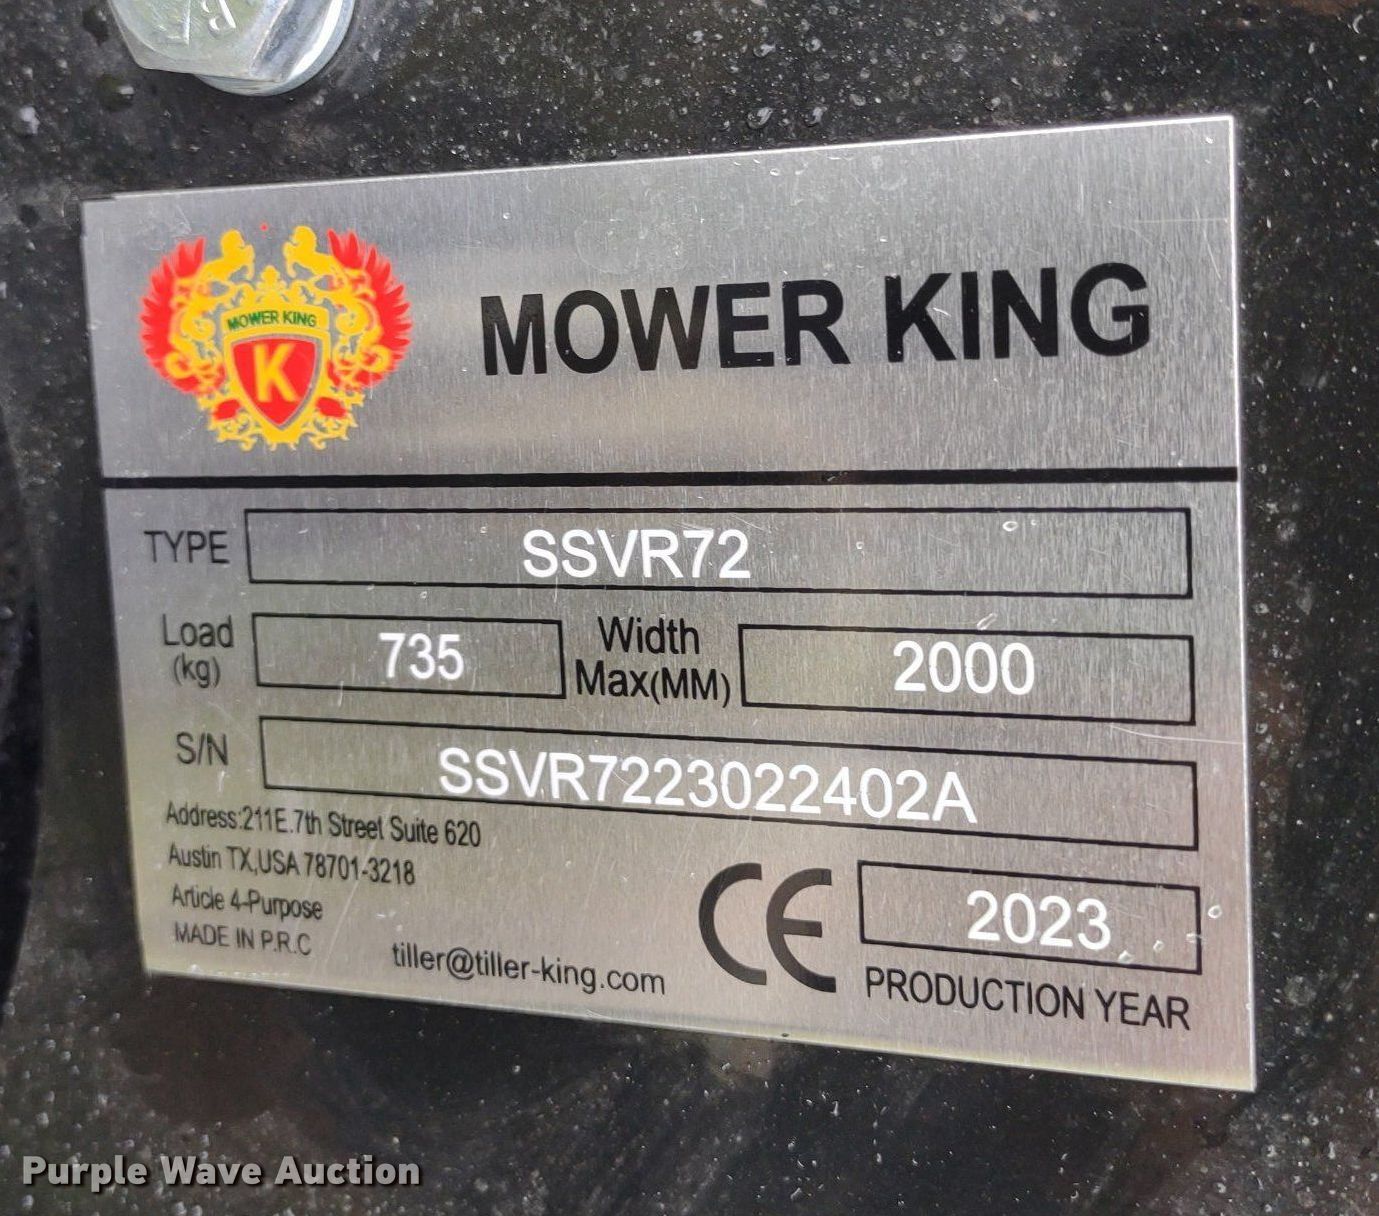 MOWER KING
K
MOWER KING
TYPE SSVR72
Load (kg) 735 Width Max(MM) 2000
S/N SSVR7223022402A
Address:211E.7th Street Suite 620
Austin TX,USA 78701-3218
Article 4-Purpose
MADE IN P.R.C
tiller@tiller-king.com
CE
2023
PRODUCTION YEAR
Purple Wave Auction